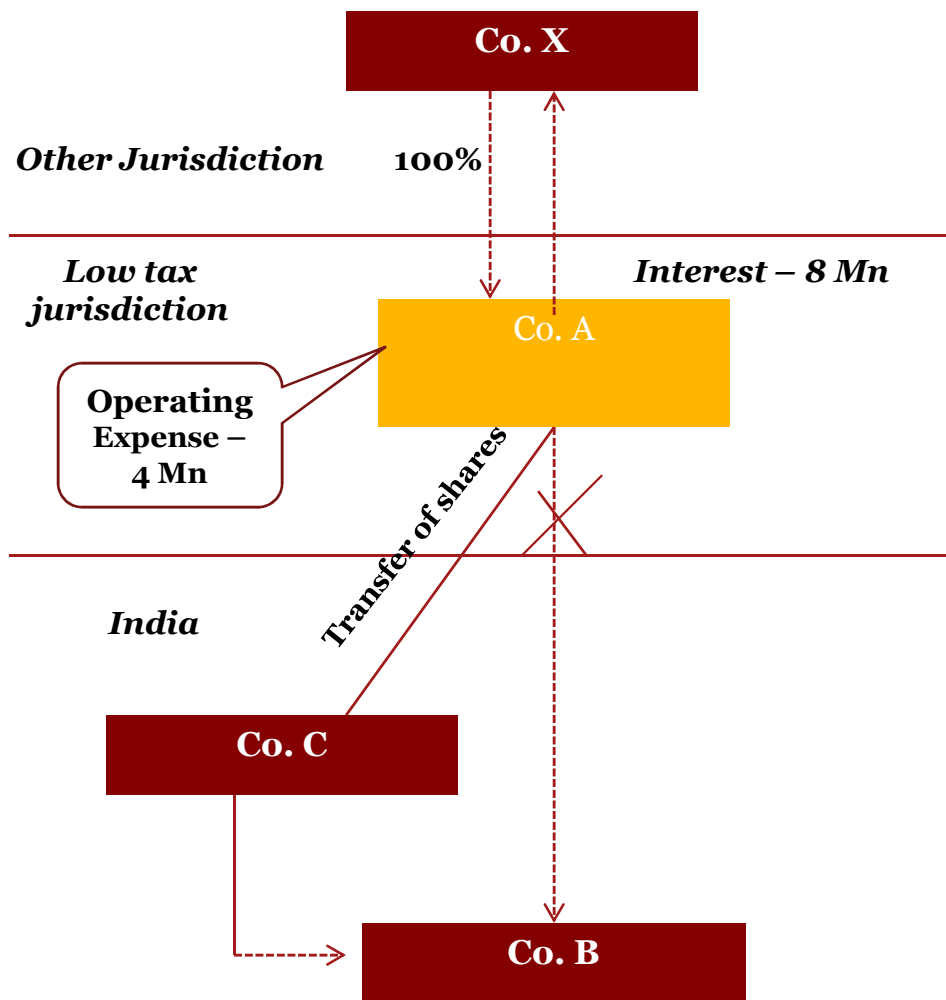 Co. X
Other Jurisdiction
100%
Low tax
jurisdiction
Interest – 8 Mn
Co. A
Operating
Expense –
4 Mn
Transfer of shares
India
Co. C
Co. B